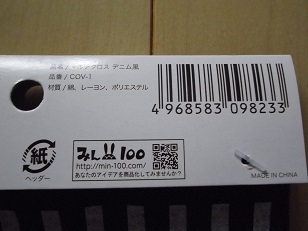 品名/マルチクロス デニム風
品番/COV-1
材質/綿、レーヨン、ポリエステル
4 968583 098233
紙
ヘッダー
みん100
http://min-100.com/
あなたのアイデアを商品化してみませんか?